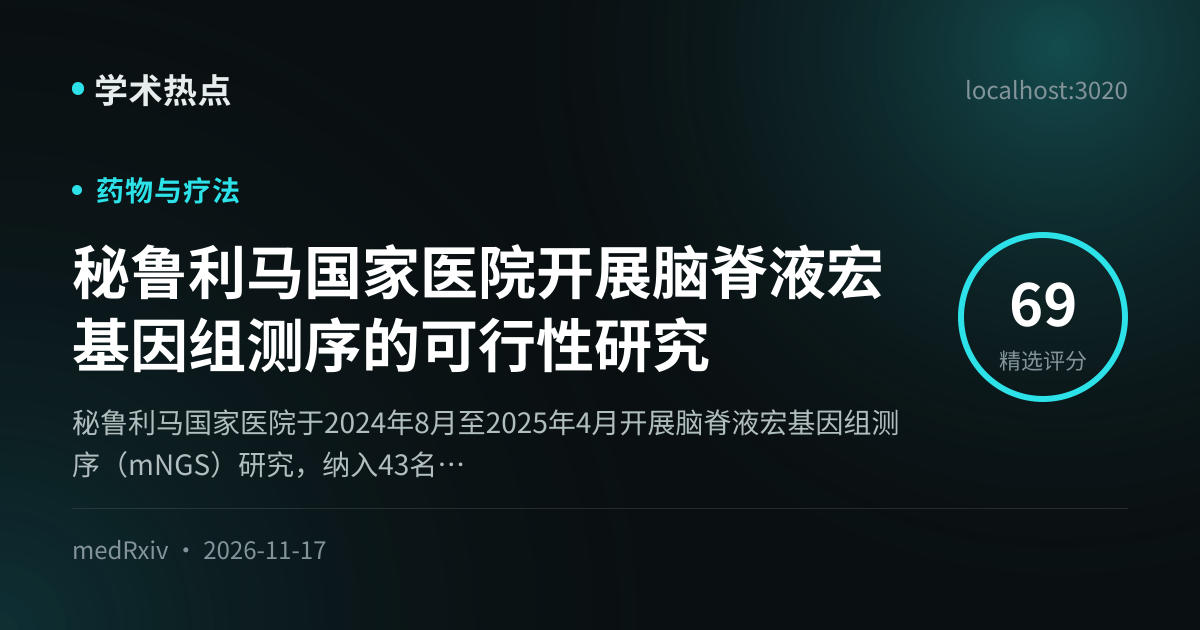 学术热点
localhost:3020
药物与疗法
秘鲁利马国家医院开展脑脊液宏
基因组测序的可行性研究
69
精选评分
秘鲁利马国家医院于2024年8月至2025年4月开展脑脊液宏基因组测
序（mNGS）研究，纳入43名…
medRxiv · 2026-11-17